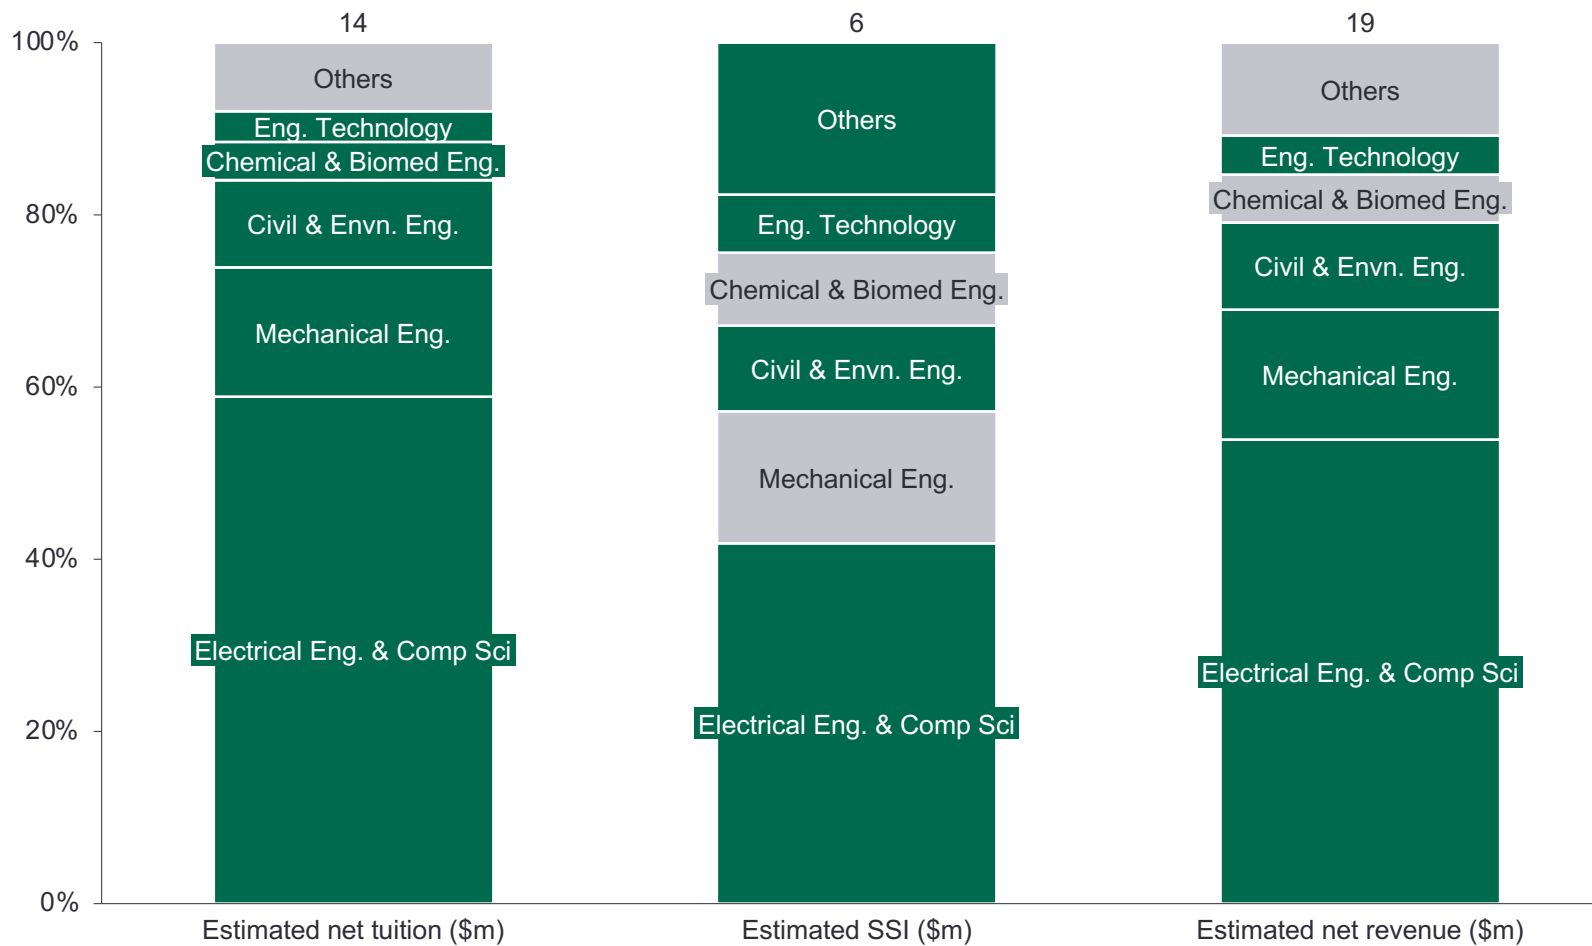 14
6
19
100%
80%
60%
40%
20%
0%
Others
Eng. Technology
Chemical & Biomed Eng.
Civil & Envn. Eng.
Mechanical Eng.
Electrical Eng. & Comp Sci
Others
Eng. Technology
Chemical & Biomed Eng.
Civil & Envn. Eng.
Mechanical Eng.
Electrical Eng. & Comp Sci
Others
Eng. Technology
Chemical & Biomed Eng.
Civil & Envn. Eng.
Mechanical Eng.
Electrical Eng. & Comp Sci
Estimated net tuition ($m)
Estimated SSI ($m)
Estimated net revenue ($m)